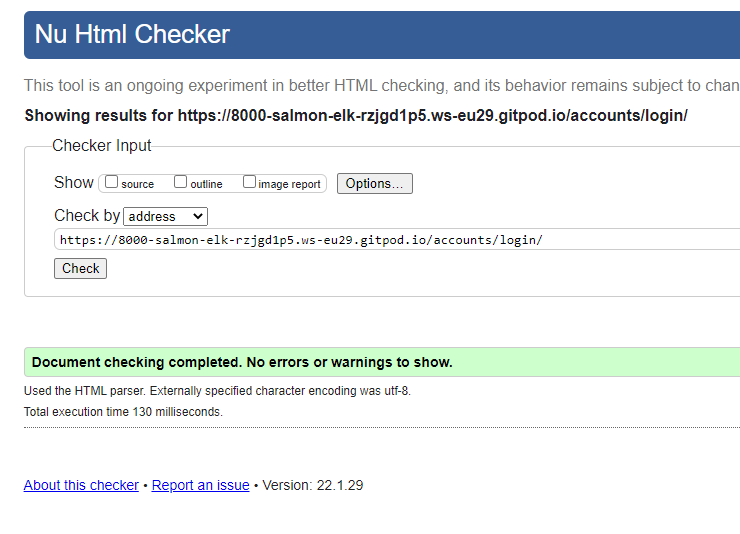 Nu Html Checker
This tool is an ongoing experiment in better HTML checking, and its behavior remains subject to chan
Showing results for https://8000-salmon-elk-rzjgd1p5.ws-eu29.gitpod.io/accounts/login/
Checker Input
Show source outline image report Options...
Check by address
https://8000-salmon-elk-rzjgd1p5.ws-eu29.gitpod.io/accounts/login/
Check
Document checking completed. No errors or warnings to show.
Used the HTML parser. Externally specified character encoding was utf-8.
Total execution time 130 milliseconds.
About this checker • Report an issue • Version: 22.1.29